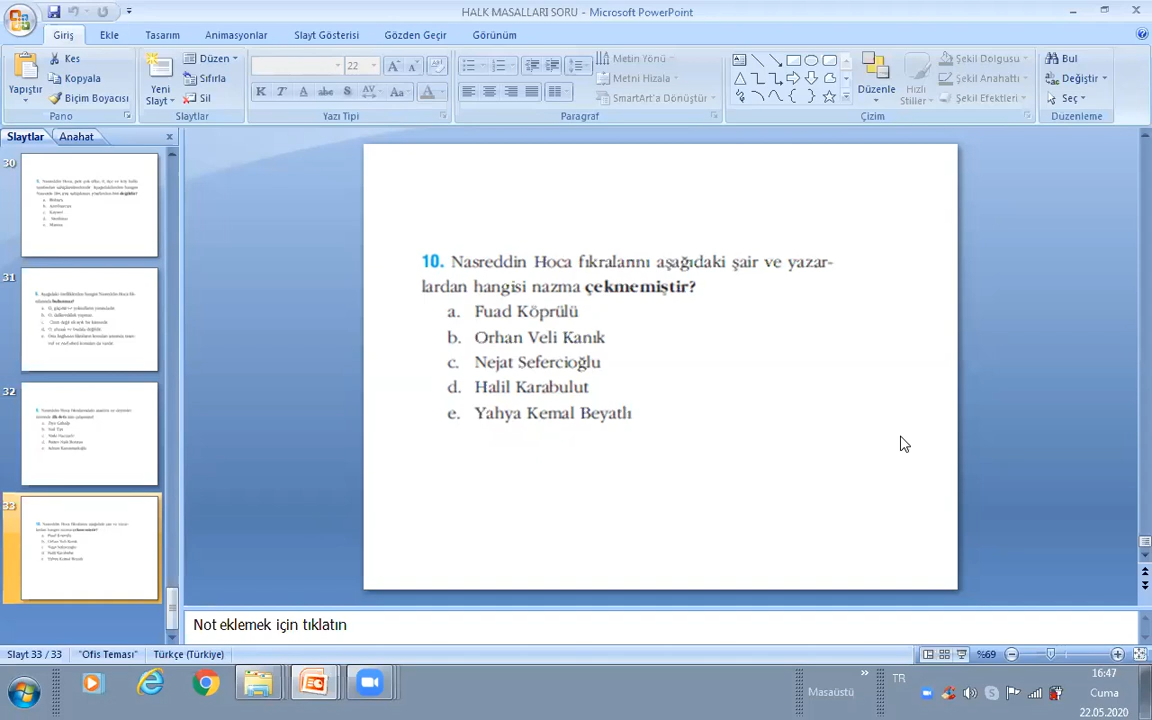 HALK MASALLARI SORU - Microsoft PowerPoint
Giriş Ekle Tasarım Animasyonlar Slayt Gösterisi Gözden Geçir Görünüm
Yapıştır
Kes
Kopyala
Biçim Boyacısı
Pano
Yeni
Slayt
Düzen
Sıfırla
Sil
Slaytlar
22
Yazı Tipi
Metin Yönü
Metni Hizala
SmartArt'a Dönüştür
Paragraf
Düzenle
Hızlı
Stiller
Şekil Dolgusu
Şekil Anahattı
Şekil Efektleri
Çizim
Bul
Değiştir
Seç
Düzenleme
Slaytlar Anahat
30
31
32
33
10. Nasreddin Hoca fıkralarını aşağıdaki şair ve yazar-
lardan hangisi nazma çekmemiştir?
a. Fuad Köprülü
b. Orhan Veli Kanık
c. Nejat Sefercioğlu
d. Halil Karabulut
e. Yahya Kemal Beyatlı
Not eklemek için tıklatın
Slayt 33 / 33 "Ofis Teması" Türkçe (Türkiye) %69
Masaüstü
TR
16:47
Cuma
22.05.2020